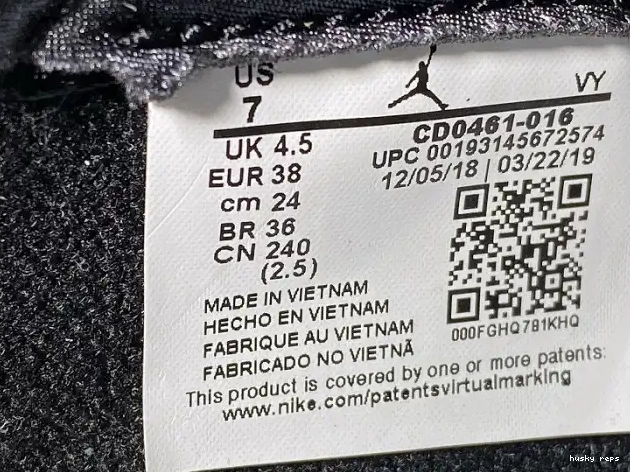 US
7
VY
CD0461-016
UPC 00193145672574
12/05/18 | 03/22/19
UK 4.5
EUR 38
cm 24
BR 36
CN 240
(2.5)
000FGHQ781KHQ
MADE IN VIETNAM
HECHO EN VIETNAM
FABRIQUE AU VIETNAM
FABRICADO NO VIETNÃ
This product is covered by one or more patents:
www.nike.com/patentsvirtualmarking
husky reps